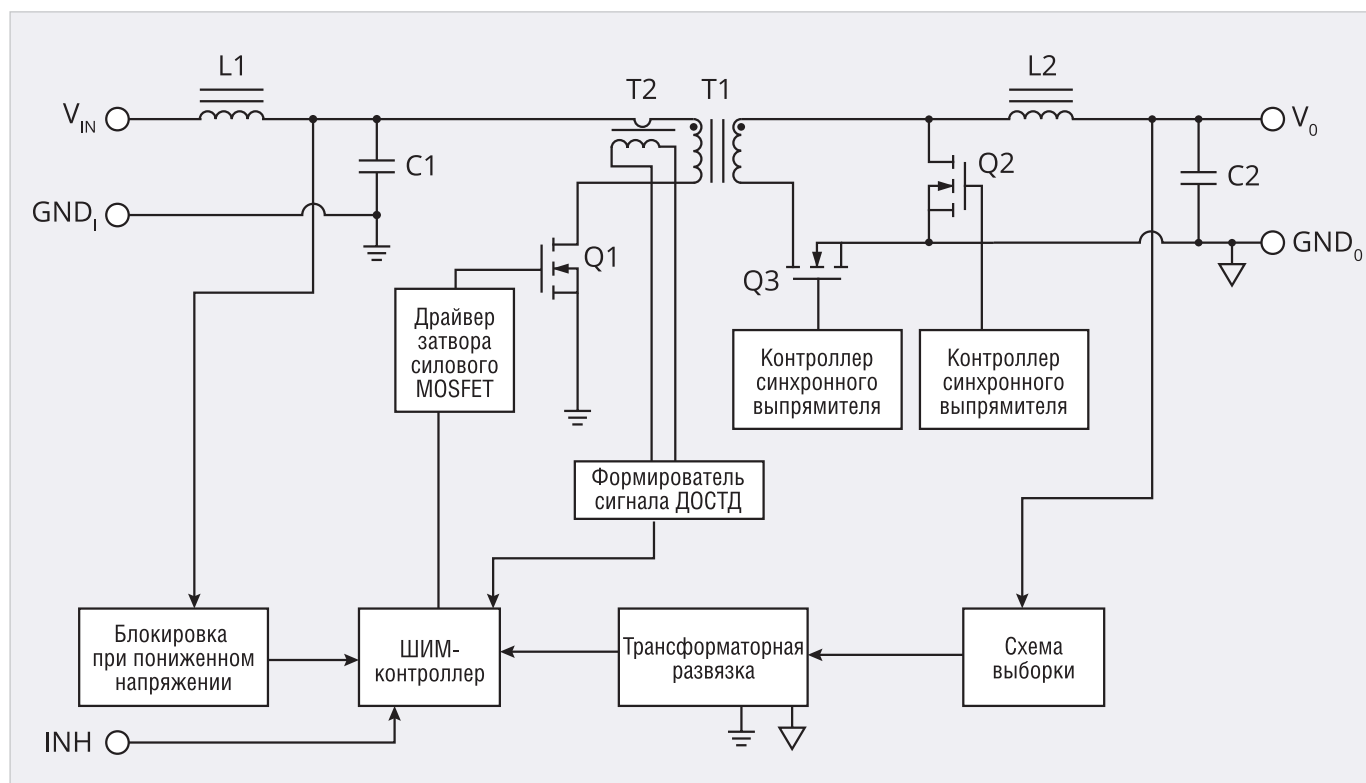 L1
T2
T1
L2
V_IN
V_0
C1
Q2
C2
GND_I
GND_0
Q1
Q3
Драйвер
затвора
силового
MOSFET
Контроллер
синхронного
выпрямителя
Контроллер
синхронного
выпрямителя
Формирователь
сигнала ДОСТД
Блокировка
при пониженном
напряжении
ШИМ-
контроллер
Трансформаторная
развязка
Схема
выборки
INH